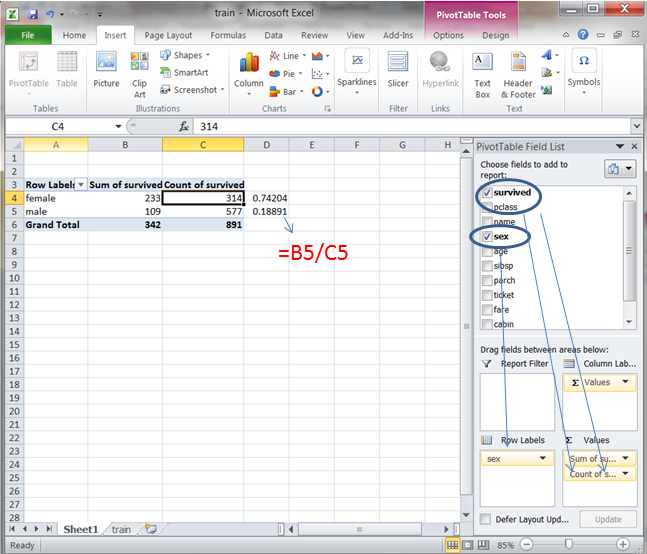 train - Microsoft Excel
PivotTable Tools
File Home Insert Page Layout Formulas Data Review View Add-Ins Options Design
PivotTable Table Picture Clip Art Shapes SmartArt Screenshot Column Line Pie Bar Sparklines Slicer Hyperlink Text Box Header & Footer Symbols
Tables Illustrations Charts Filter Links Text
C4 fx 314
A B C D E F G H
1
2
3 Row Labels Sum of survived Count of survived
4 female 233 314 0.74204
5 male 109 577 0.18891
6 Grand Total 342 891
7
8
=B5/C5
9
10
11
12
13
14
15
16
17
18
19
20
21
22
23
24
25
26
27
28
Sheet1 train
PivotTable Field List
Choose fields to add to
report:
survived
pclass
name
sex
age
sibsp
parch
ticket
fare
cabin
Drag fields between areas below:
Report Filter Column Lab...
Σ Values
Row Labels Σ Values
sex Sum of su...
Count of s...
Defer Layout Upd... Update
85%